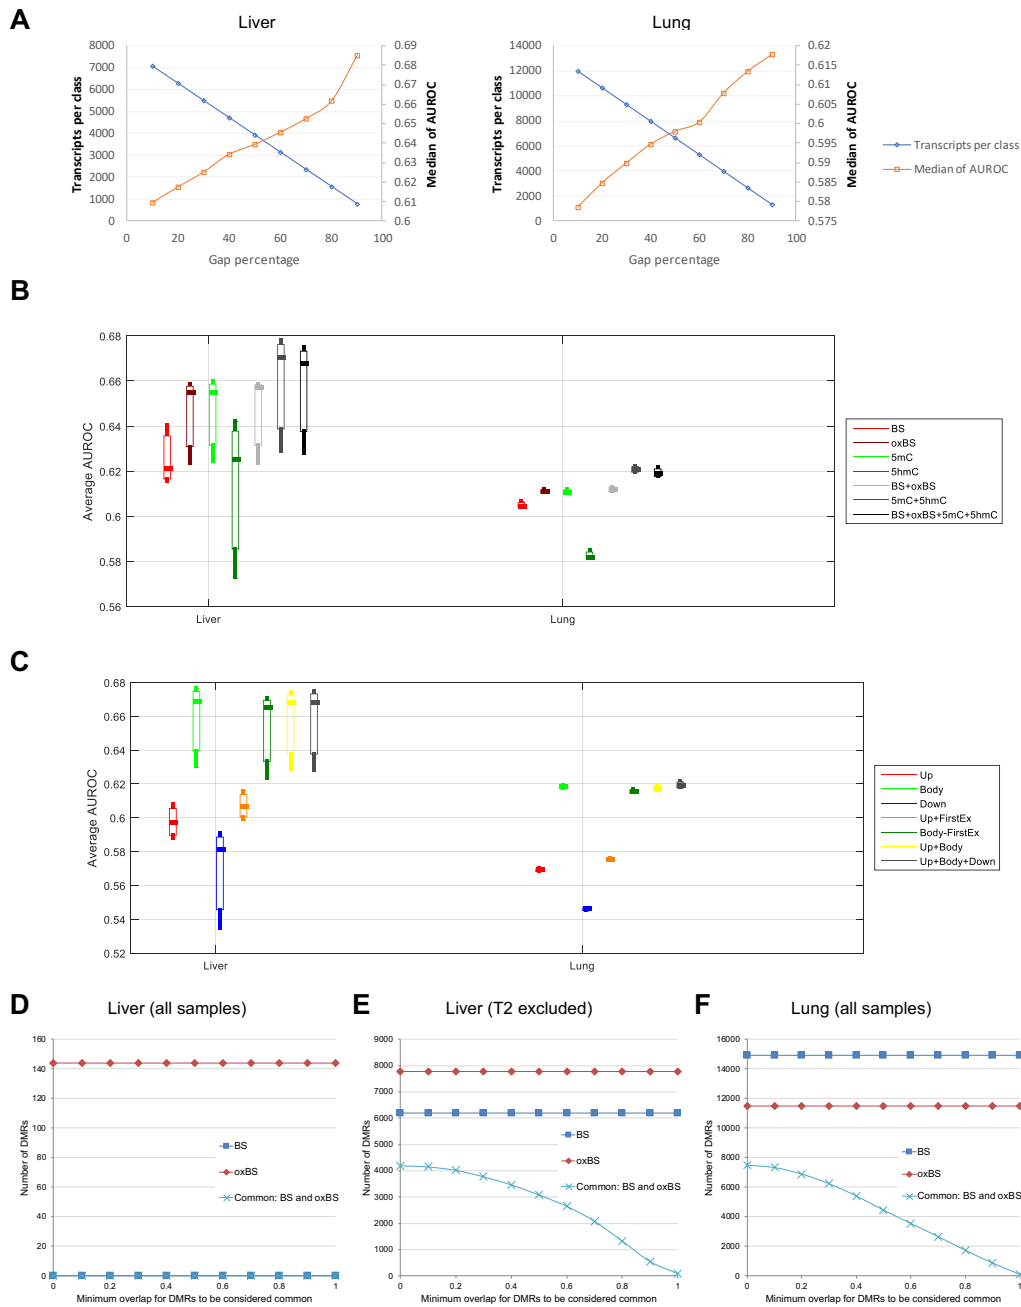 A
Liver
Lung
8000
7000
6000
5000
4000
3000
2000
1000
0
Transcripts per class
0.69
0.68
0.67
0.66
0.65
0.64
0.63
0.62
0.61
0.6
Median of AUROC
0 20 40 60 80 100
Gap percentage
14000
12000
10000
8000
6000
4000
2000
0
Transcripts per class
0.62
0.615
0.61
0.605
0.6
0.595
0.59
0.585
0.58
0.575
Median of AUROC
0 20 40 60 80 100
Gap percentage
Transcripts per class
Median of AUROC
B
0.68
0.66
0.64
0.62
0.6
0.58
0.56
Average AUROC
Liver
Lung
BS
oxBS
5mC
5hmC
BS+oxBS
5mC+5hmC
BS+oxBS+5mC+5hmC
C
0.68
0.66
0.64
0.62
0.6
0.58
0.56
0.54
0.52
Average AUROC
Liver
Lung
Up
Body
Down
Up+FirstEx
Body-FirstEx
Up+Body
Up+Body+Down
D
Liver (all samples)
160
140
120
100
80
60
40
20
0
Number of DMRs
BS
oxBS
Common: BS and oxBS
0 0.2 0.4 0.6 0.8 1
Minimum overlap for DMRs to be considered common
E
Liver (T2 excluded)
9000
8000
7000
6000
5000
4000
3000
2000
1000
0
Number of DMRs
BS
oxBS
Common: BS and oxBS
0 0.2 0.4 0.6 0.8 1
Minimum overlap for DMRs to be considered common
F
Lung (all samples)
16000
14000
12000
10000
8000
6000
4000
2000
0
Number of DMRs
BS
oxBS
Common: BS and oxBS
0 0.2 0.4 0.6 0.8 1
Minimum overlap for DMRs to be considered common